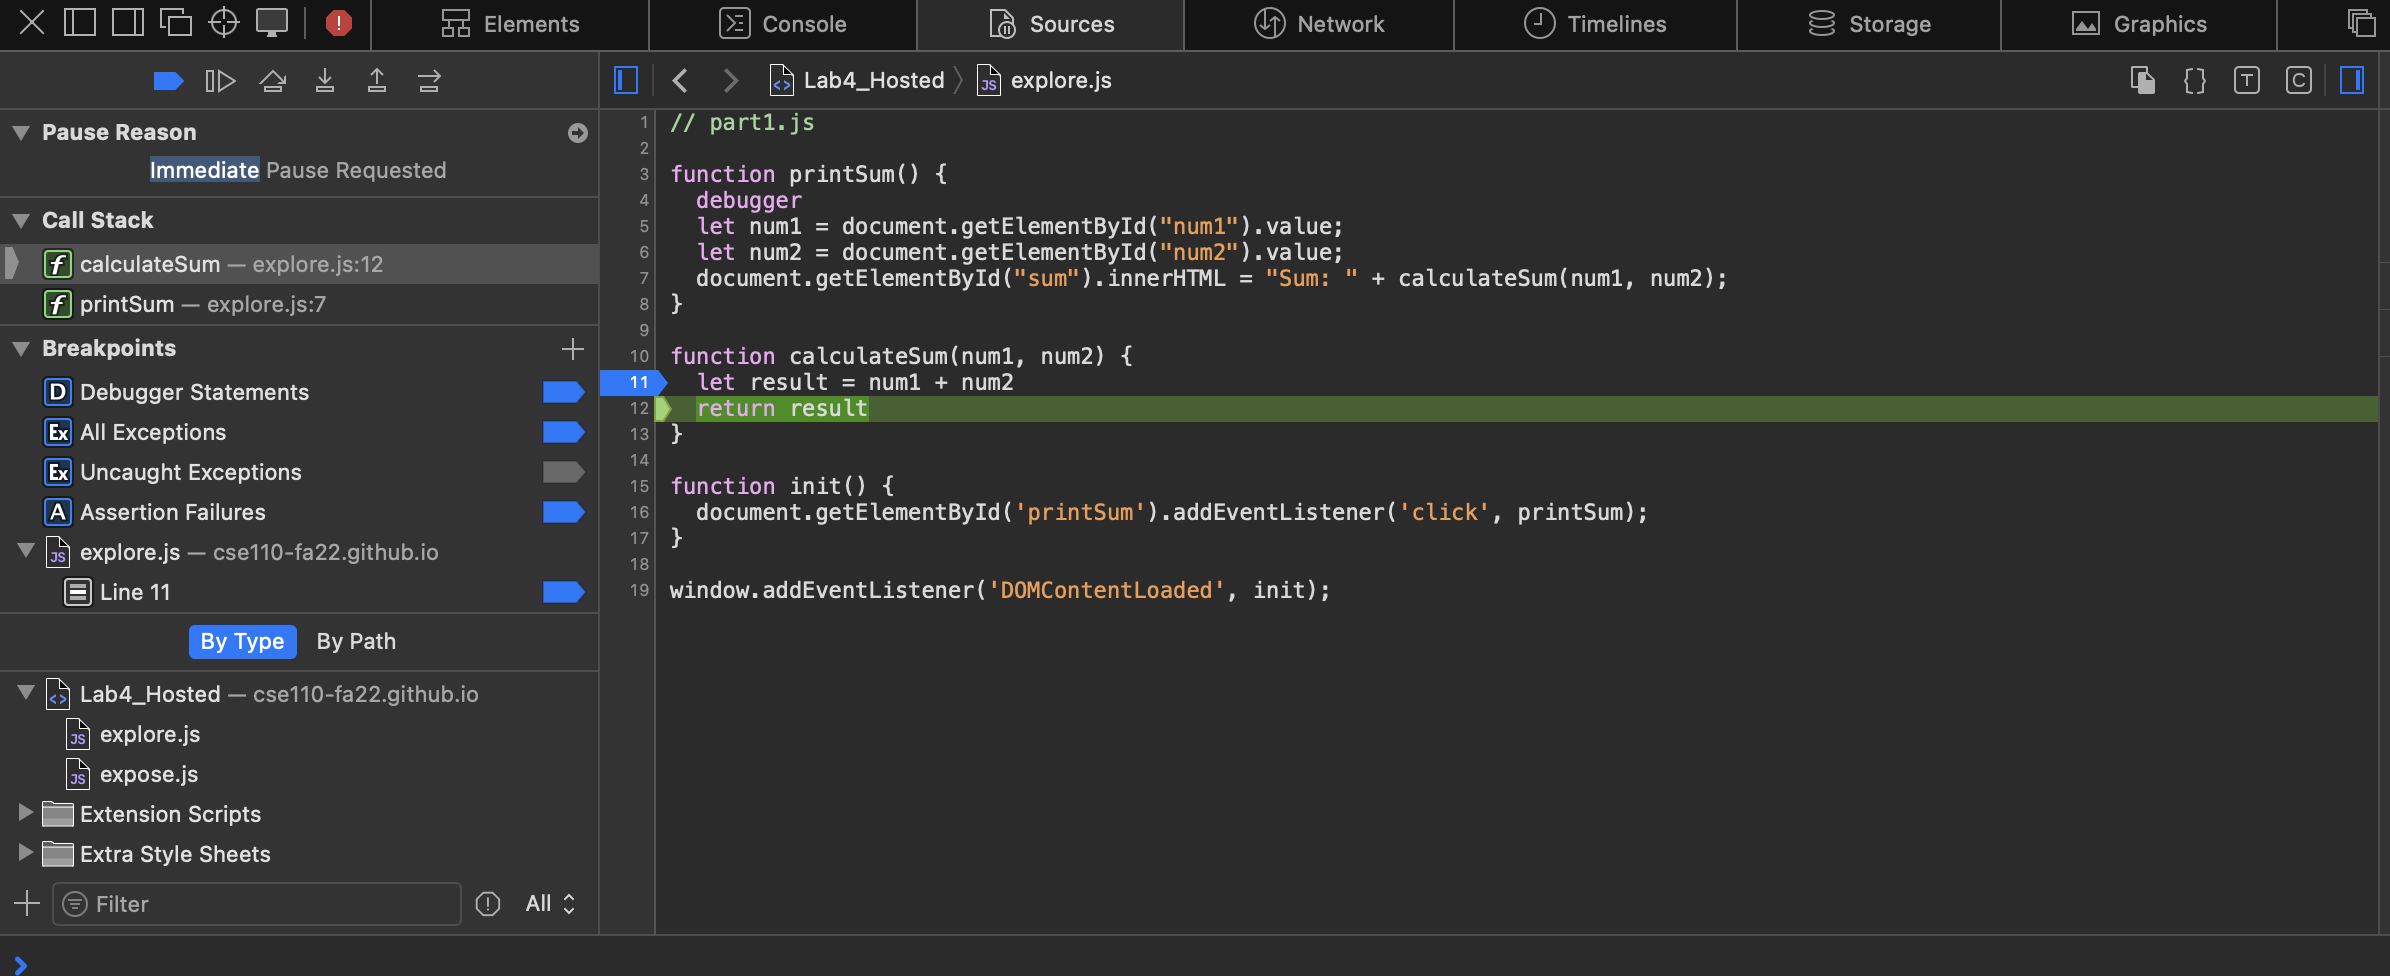 Elements Console Sources Network Timelines Storage Graphics
Lab4_Hosted explore.js
Pause Reason
Immediate Pause Requested
Call Stack
calculateSum — explore.js:12
printSum — explore.js:7
Breakpoints
D Debugger Statements
Ex All Exceptions
Ex Uncaught Exceptions
A Assertion Failures
JS explore.js — cse110-fa22.github.io
Line 11
By Type By Path
Lab4_Hosted — cse110-fa22.github.io
JS explore.js
JS expose.js
Extension Scripts
Extra Style Sheets
Filter All
1 // part1.js
2
3 function printSum() {
4 debugger
5 let num1 = document.getElementById("num1").value;
6 let num2 = document.getElementById("num2").value;
7 document.getElementById("sum").innerHTML = "Sum: " + calculateSum(num1, num2);
8 }
9
10 function calculateSum(num1, num2) {
11 let result = num1 + num2
12 return result
13 }
14
15 function init() {
16 document.getElementById('printSum').addEventListener('click', printSum);
17 }
18
19 window.addEventListener('DOMContentLoaded', init);